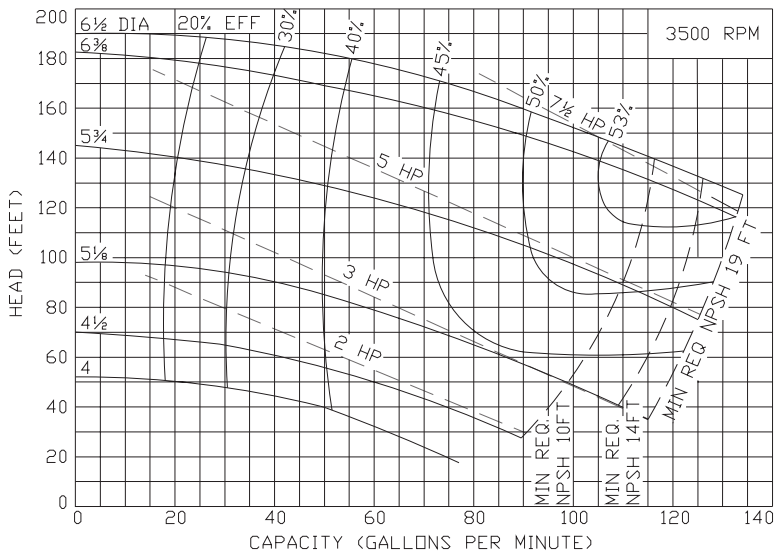 200
6½ DIA 20% EFF 30% 40% 3500 RPM
6⅜
180
45%
160
50% 7½ HP 53%
5¾
140
5 HP
120
5⅛
100
3 HP
80
4½
2 HP
60
4
40
20
0
MIN REQ. NPSH 10FT
MIN REQ. NPSH 14FT
MIN REQ NPSH 19 FT
0 20 40 60 80 100 120 140
HEAD (FEET)
CAPACITY (GALLONS PER MINUTE)